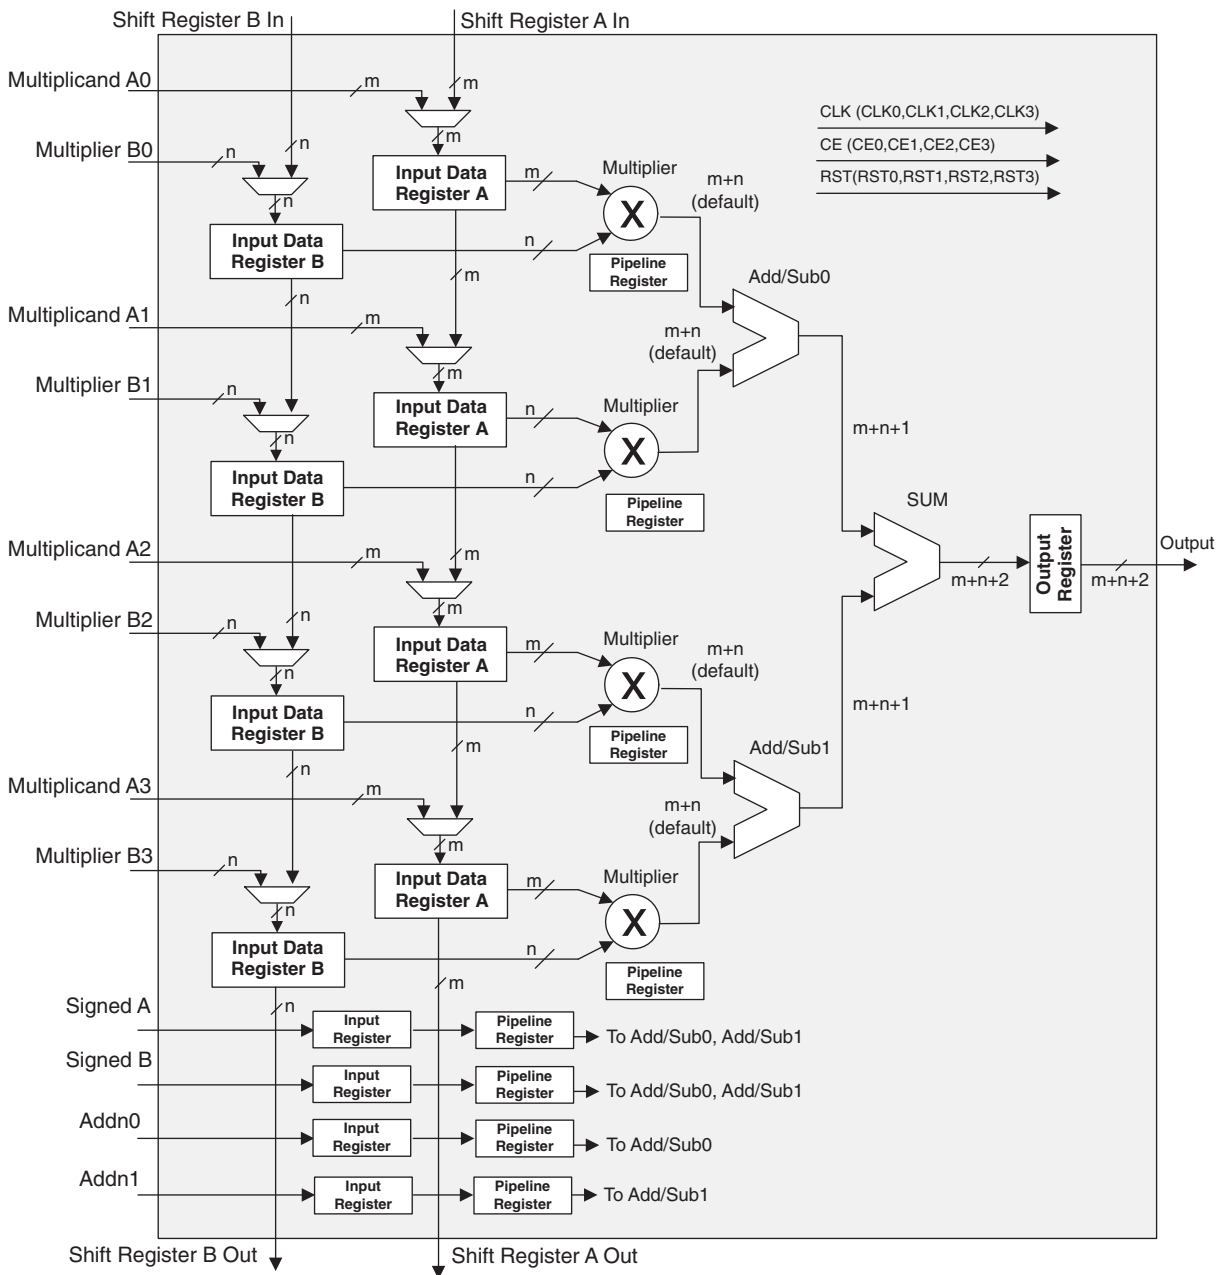 Shift Register B In
Shift Register A In
Multiplicand A0
m
m
CLK (CLK0,CLK1,CLK2,CLK3)
CE (CE0,CE1,CE2,CE3)
RST(RST0,RST1,RST2,RST3)
Multiplier B0
n
n
m
Input Data
Register A
m
Multiplier
X
m+n
(default)
n
Input Data
Register B
n
Pipeline
Register
m
Add/Sub0
n
Multiplicand A1
m
m+n
(default)
m
Multiplier B1
n
Input Data
Register A
n
Multiplier
X
m+n+1
n
Input Data
Register B
n
Pipeline
Register
SUM
Multiplicand A2
m
m
m+n+2
Output
Register
m+n+2
Output
m
Multiplier B2
n
n
Input Data
Register A
m
Multiplier
X
m+n
(default)
n
Input Data
Register B
n
Pipeline
Register
m+n+1
m
Add/Sub1
n
Multiplicand A3
m
m+n
(default)
m
Multiplier B3
n
Input Data
Register A
m
Multiplier
X
n
Input Data
Register B
n
Pipeline
Register
m
n
Signed A
Input
Register
Pipeline
Register
To Add/Sub0, Add/Sub1
Signed B
Input
Register
Pipeline
Register
To Add/Sub0, Add/Sub1
Addn0
Input
Register
Pipeline
Register
To Add/Sub0
Addn1
Input
Register
Pipeline
Register
To Add/Sub1
Shift Register B Out
Shift Register A Out